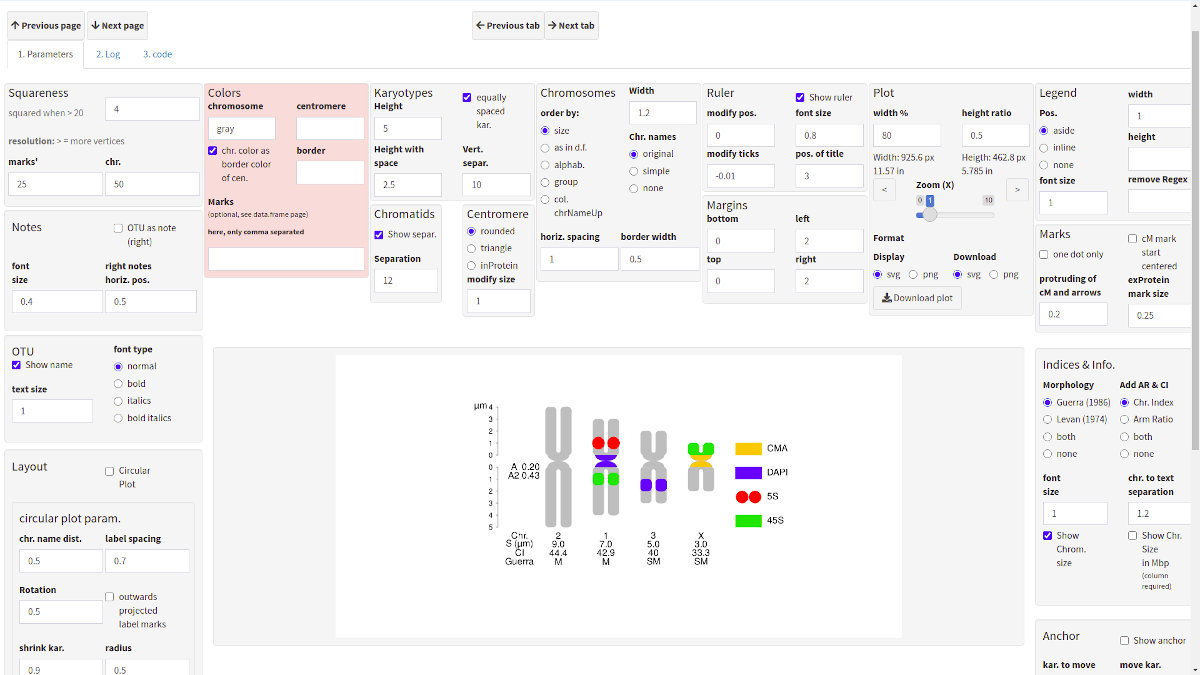 Previous page
Next page
Previous tab
Next tab
1. Parameters
2. Log
3. code
Squareness
squared when > 20
4
resolution: > = more vertices
marks'
chr.
25
50
Notes
OTU as note
(right)
font
size
right notes
horiz. pos.
0.4
0.5
OTU
Show name
text size
1
font type
normal
bold
italics
bold italics
Layout
Circular
Plot
circular plot param.
chr. name dist.
label spacing
0.5
0.7
Rotation
0.5
outwards
projected
label marks
shrink kar.
radius
0.9
0.5
Colors
chromosome
centromere
gray
chr. color as
border color
of cen.
border
Marks
(optional, see data.frame page)
here, only comma separated
Karyotypes
Height
5
equally
spaced
kar.
Height with
space
2.5
Vert.
separ.
10
Chromatids
Show separ.
Separation
12
Centromere
rounded
triangle
inProtein
modify size
1
Chromosomes
order by:
size
as in d.f.
alphab.
group
col.
chrNameUp
Width
1.2
Chr. names
original
simple
none
horiz. spacing
border width
1
0.5
Ruler
Show ruler
modify pos.
font size
0
0.8
modify ticks
pos. of title
-0.01
3
Margins
bottom
left
0
2
top
right
0
2
Plot
width %
height ratio
80
0.5
Width: 925.6 px
11.57 in
Heigth: 462.8 px
5.785 in
<
Zoom (X)
>
0
1
10
Format
Display
Download
svg
png
svg
png
Download plot
Legend
Pos.
aside
inline
none
font size
1
width
1
height
remove Regex
Marks
one dot only
cM mark
start
centered
protruding of
cM and arrows
0.2
exProtein
mark size
0.25
Indices & Info.
Morphology
Guerra (1986)
Levan (1974)
both
none
Add AR & CI
Chr. Index
Arm Ratio
both
none
font
size
1
chr. to text
separation
1.2
Show
Chrom.
size
Show Chr.
Size
in Mbp
(column
required)
Anchor
Show anchor
kar. to move
move kar.
µm
4
3
2
1
0
0
1
2
3
4
5
A 0.20
A2 0.43
Chr. 2 1 3 X
S (µm) 9.0 7.0 5.0 3.0
CI 44.4 42.9 40 33.3
Guerra M M SM SM
CMA
DAPI
5S
45S